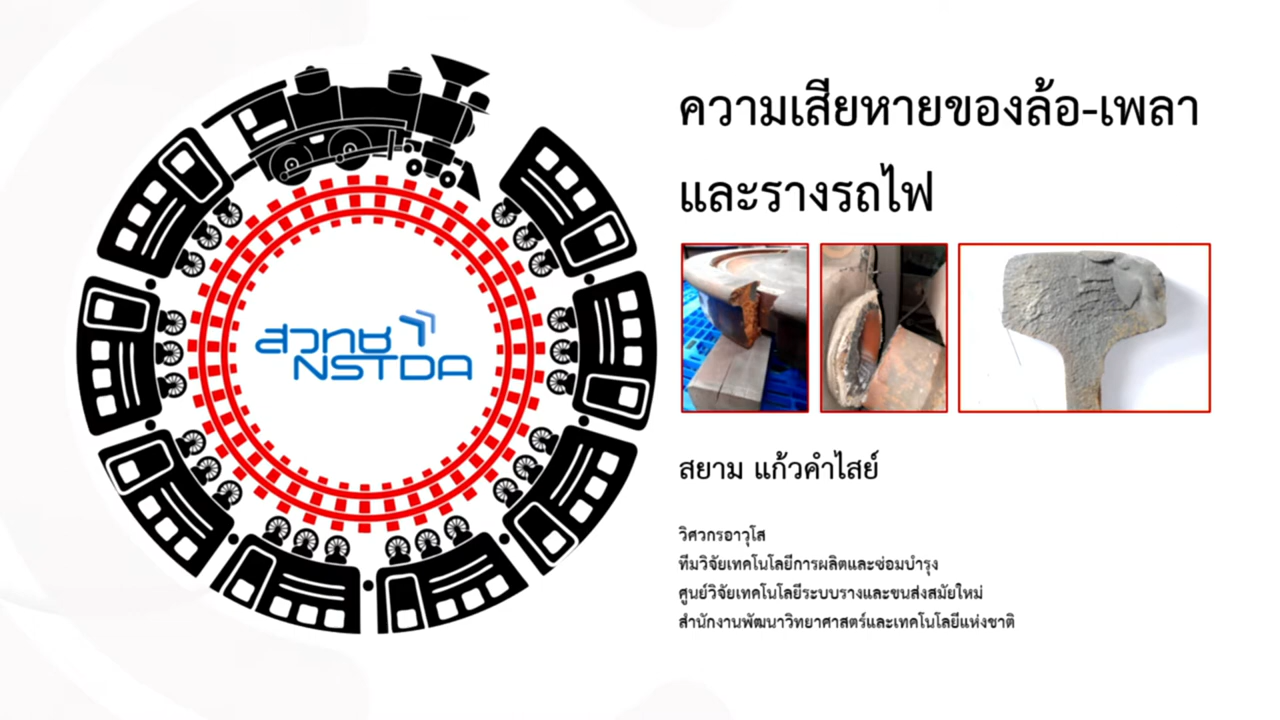 สวทช
NSTDA
ความเสียหายของล้อ-เพลา
และรางรถไฟ
สยาม แก้วคำไสย์
วิศวกรอาวุโส
ทีมวิจัยเทคโนโลยีการผลิตและซ่อมบำรุง
ศูนย์วิจัยเทคโนโลยีระบบรางและขนส่งสมัยใหม่
สำนักงานพัฒนาวิทยาศาสตร์และเทคโนโลยีแห่งชาติ